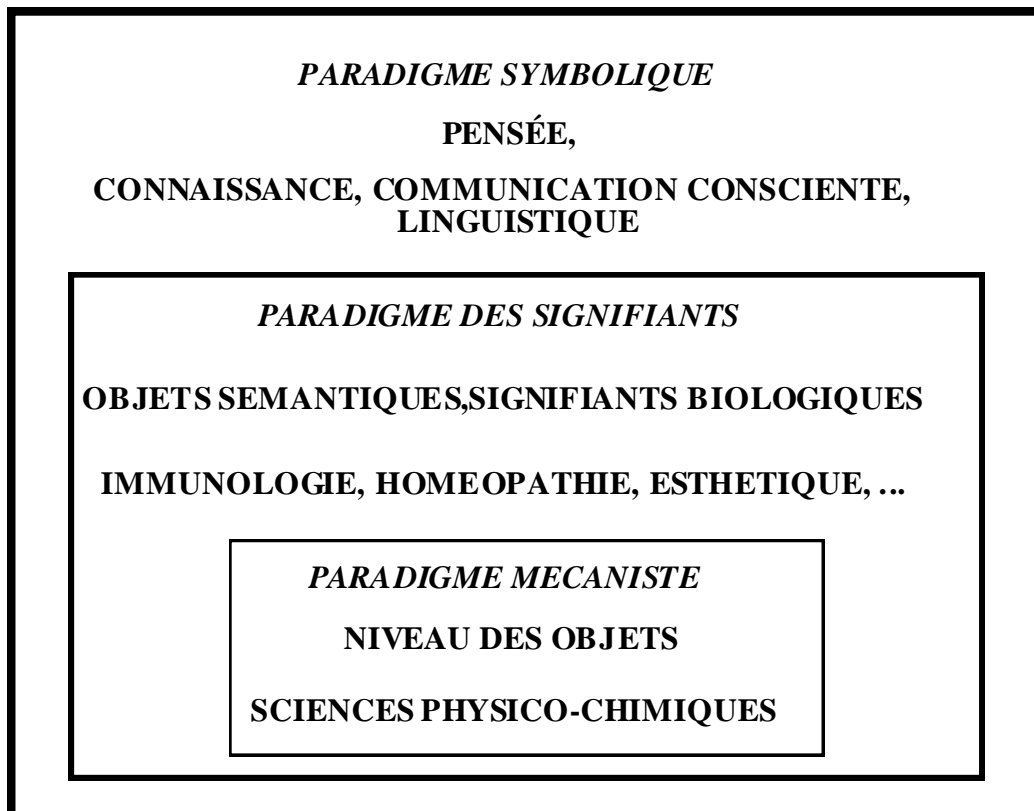 PARADIGME SYMBOLIQUE
PENSÉE,
CONNAISSANCE, COMMUNICATION CONSCIENTE,
LINGUISTIQUE
PARADIGME DES SIGNIFIANTS
OBJETS SEMANTIQUES,SIGNIFIANTS BIOLOGIQUES
IMMUNOLOGIE, HOMEOPATHIE, ESTHETIQUE, ...
PARADIGME MECANISTE
NIVEAU DES OBJETS
SCIENCES PHYSICO-CHIMIQUES